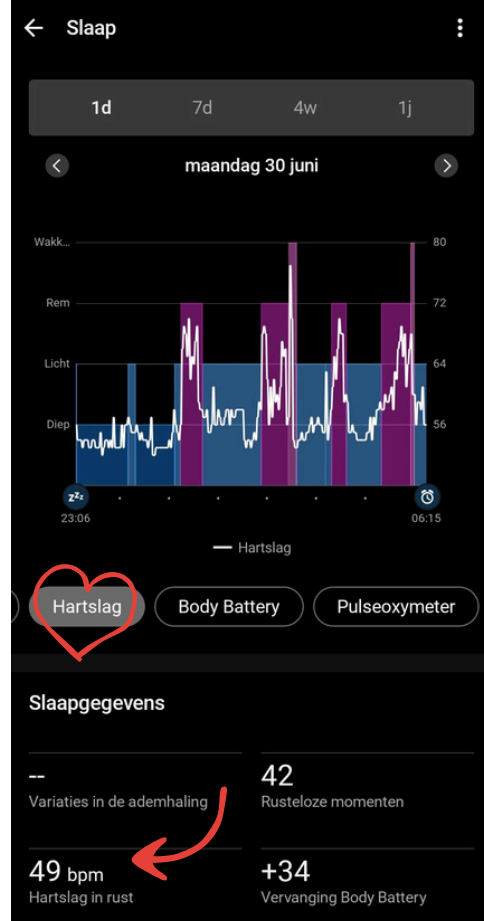 Slaap
1d 7d 4w 1j
maandag 30 juni
Wakk... 80
Rem 72
Licht 64
Diep 56
zzz
23:06 06:15
Hartslag
Hartslag Body Battery Pulseoxymeter
Slaapgegevens
-- 42
Variaties in de ademhaling Rusteloze momenten
49 bpm +34
Hartslag in rust Vervanging Body Battery